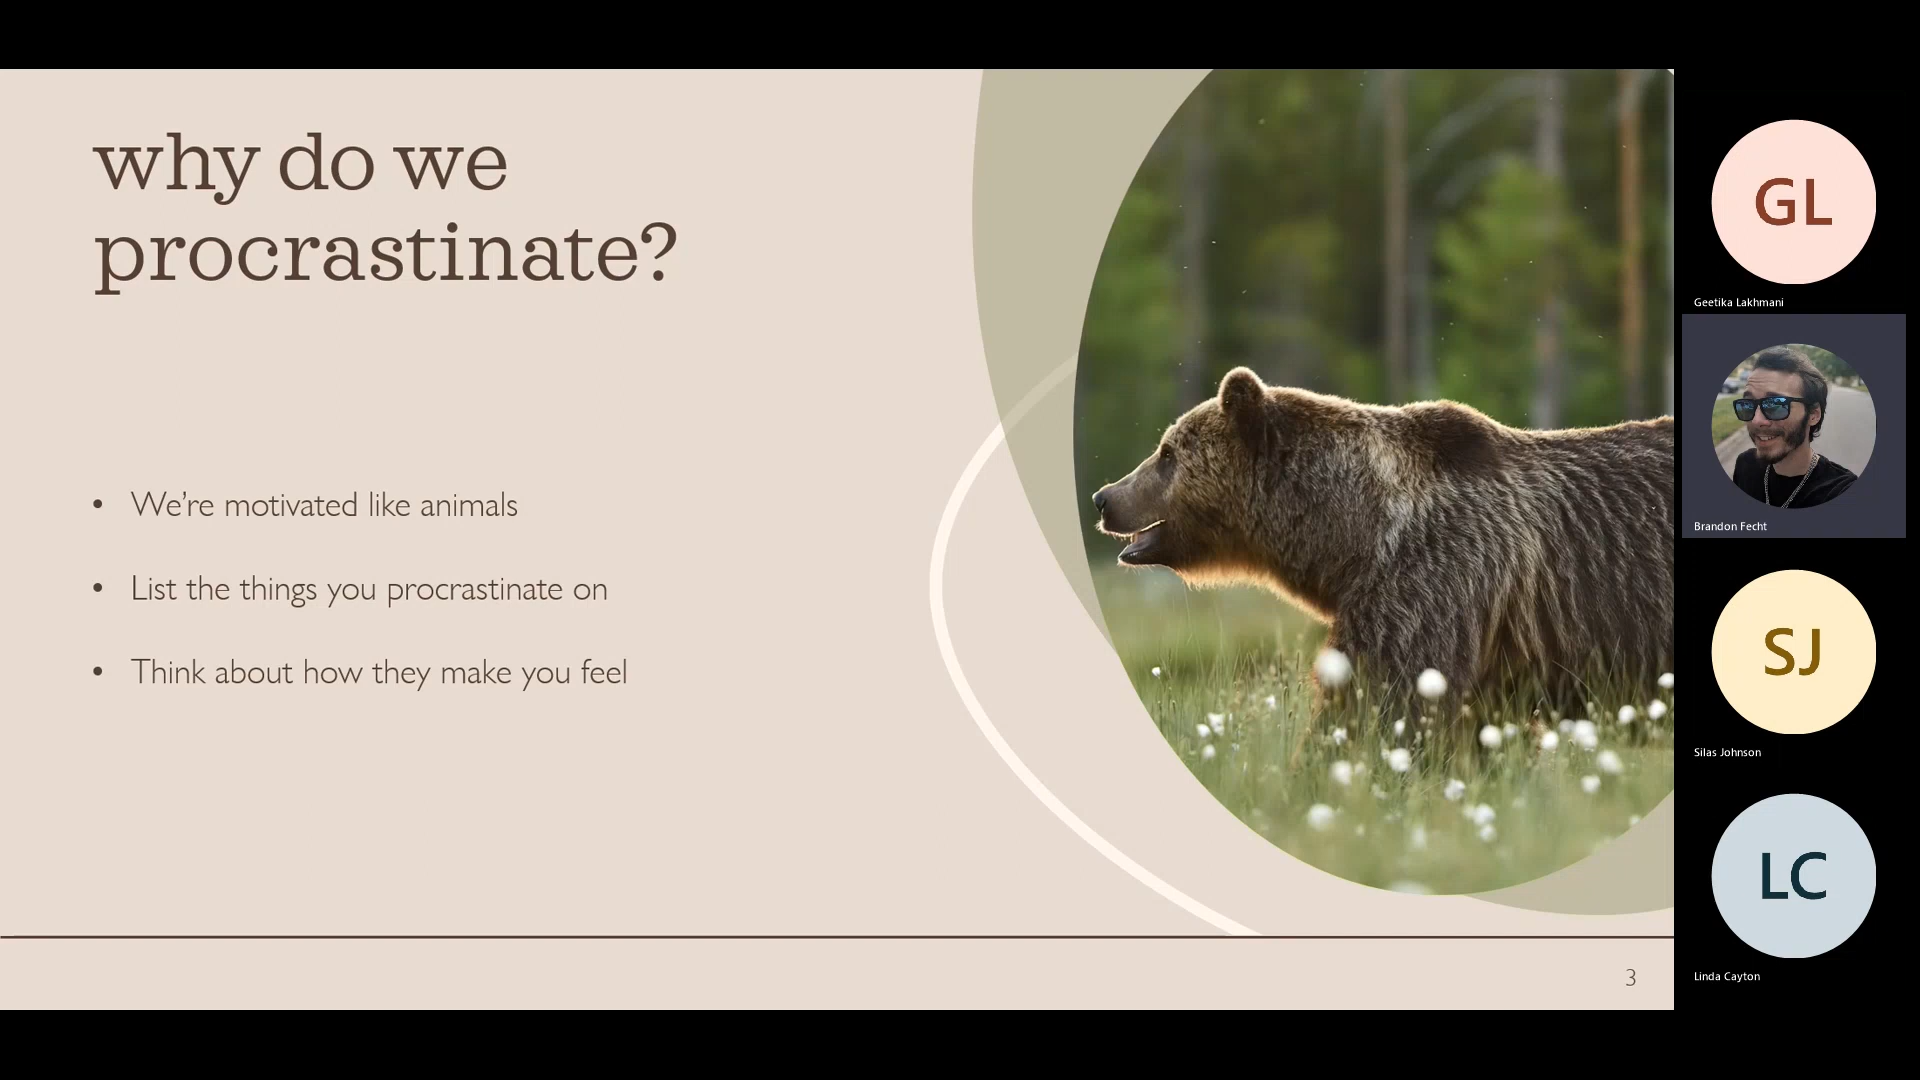 why do we
procrastinate?
• We’re motivated like animals
• List the things you procrastinate on
• Think about how they make you feel
3
GL
Geetika Lakhmani
Brandon Fecht
SJ
Silas Johnson
LC
Linda Cayton